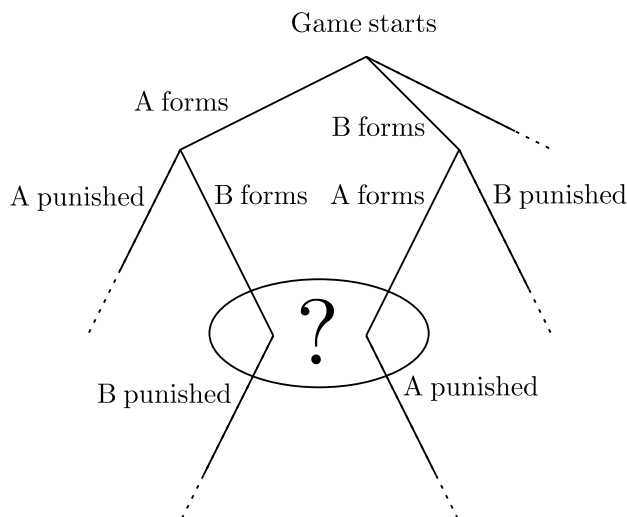 Game starts
A forms
B forms
A punished
B forms
A forms
B punished
?
B punished
A punished